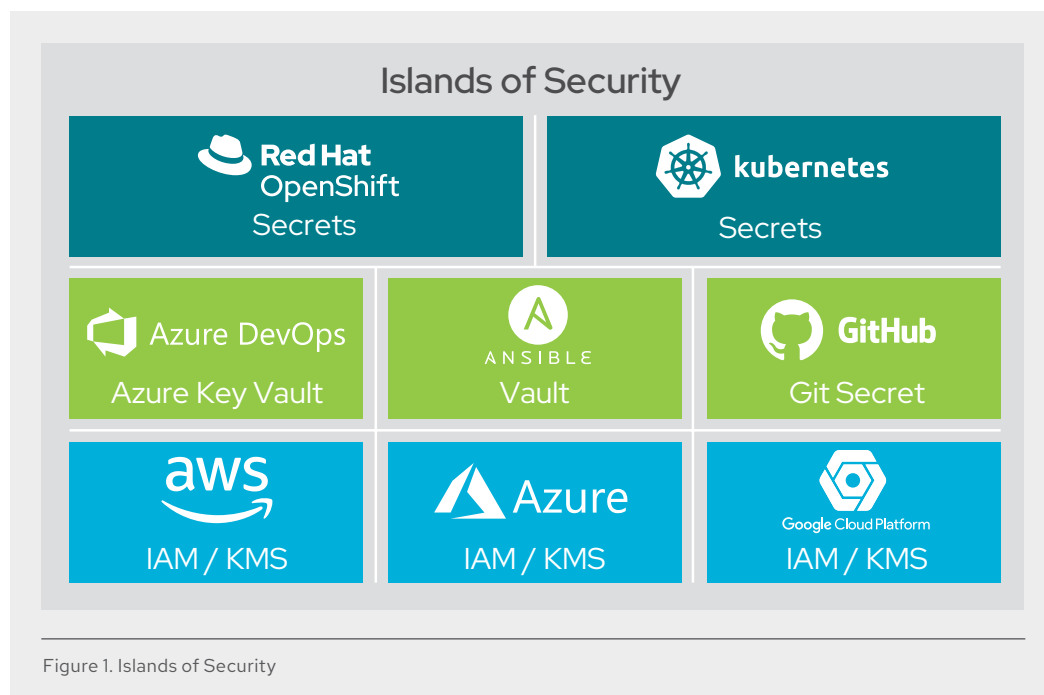 Islands of Security
Red Hat
OpenShift
Secrets
kubernetes
Secrets
Azure DevOps
Azure Key Vault
ANSIBLE
Vault
GitHub
Git Secret
aws
IAM / KMS
Azure
IAM / KMS
Google Cloud Platform
IAM / KMS
Figure 1. Islands of Security